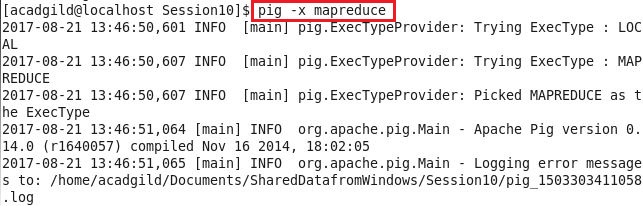 [acadgild@localhost Session10]$ pig -x mapreduce
2017-08-21 13:46:50,601 INFO  [main] pig.ExecTypeProvider: Trying ExecType : LOC
AL
2017-08-21 13:46:50,607 INFO  [main] pig.ExecTypeProvider: Trying ExecType : MAP
REDUCE
2017-08-21 13:46:50,607 INFO  [main] pig.ExecTypeProvider: Picked MAPREDUCE as t
he ExecType
2017-08-21 13:46:51,064 [main] INFO  org.apache.pig.Main - Apache Pig version 0.
14.0 (r1640057) compiled Nov 16 2014, 18:02:05
2017-08-21 13:46:51,065 [main] INFO  org.apache.pig.Main - Logging error message
s to: /home/acadgild/Documents/SharedDatafromWindows/Session10/pig_1503303411058
.log